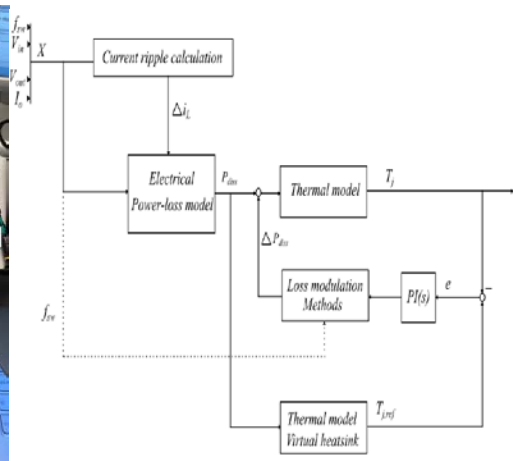 f_sw
V_in
X
V_out
I_o
Current ripple calculation
Δi_L
Electrical
Power-loss model
P_diss
Thermal model
T_j
ΔP_diss
Loss modulation
Methods
PI(s)
e
−
f_sw
Thermal model
Virtual heatsink
T_j,ref